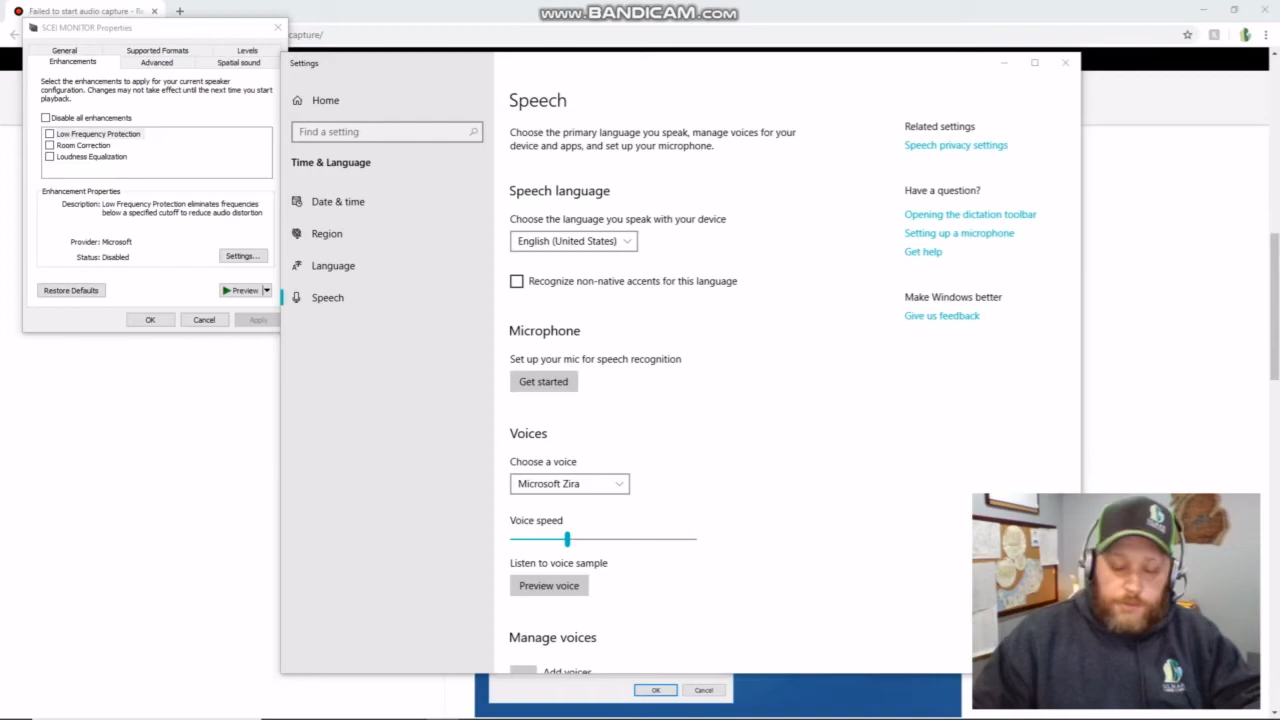 Failed to start audio capture - Re
www.BANDICAM.com
capture/
SCEI MONITOR Properties
General
Supported Formats
Levels
Enhancements
Advanced
Spatial sound
Select the enhancements to apply for your current speaker
configuration. Changes may not take effect until the next time you start
playback.
Disable all enhancements
Low Frequency Protection
Room Correction
Loudness Equalization
Enhancement Properties
Description: Low Frequency Protection eliminates frequencies
below a specified cutoff to reduce audio distortion
Provider: Microsoft
Status: Disabled
Settings...
Restore Defaults
Preview
OK
Cancel
Apply
Settings
Home
Find a setting
Time & Language
Date & time
Region
Language
Speech
Speech
Choose the primary language you speak, manage voices for your
device and apps, and set up your microphone.
Speech language
Choose the language you speak with your device
English (United States)
Recognize non-native accents for this language
Microphone
Set up your mic for speech recognition
Get started
Voices
Choose a voice
Microsoft Zira
Voice speed
Listen to voice sample
Preview voice
Manage voices
Add voices
Related settings
Speech privacy settings
Have a question?
Opening the dictation toolbar
Setting up a microphone
Get help
Make Windows better
Give us feedback
OK
Cancel